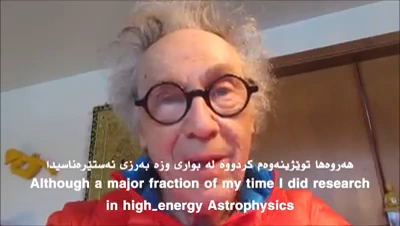 هەروەها توێژینەوەم کردووە لە بواری وزە بەرزی ئەستێرەناسیدا
Although a major fraction of my time I did research
in high_energy Astrophysics